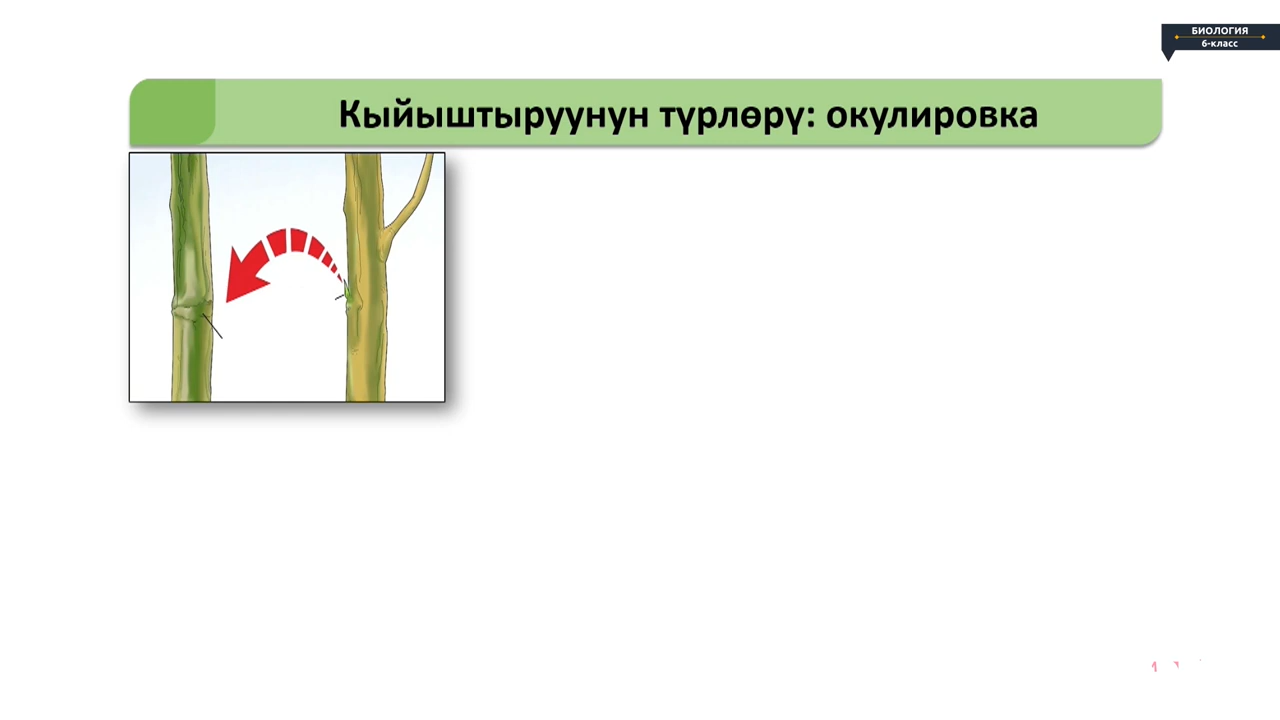 БИОЛОГИЯ
6-класс
Кыйыштыруунун түрлөрү: окулировка